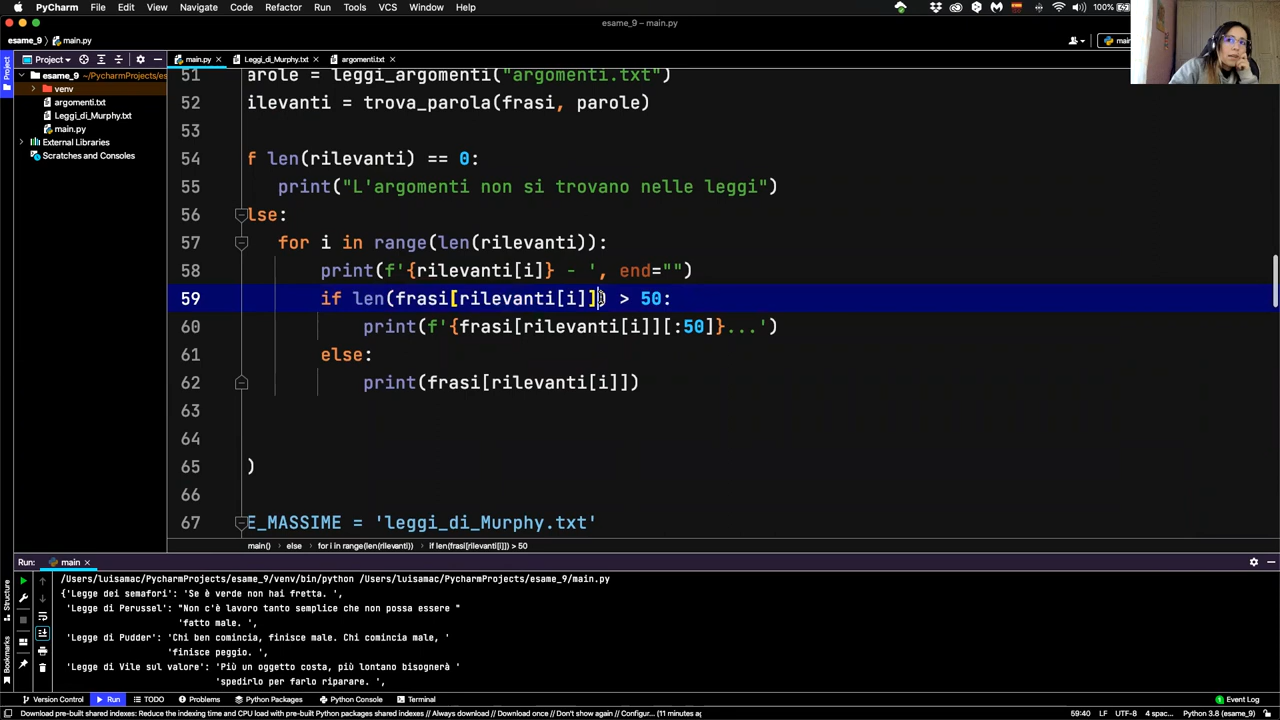 PyCharm File Edit View Navigate Code Refactor Run Tools VCS Window Help 100%
esame_9 – main.py
esame_9 main.py
Project main.py Leggi_di_Murphy.txt argomenti.txt
esame_9 ~/PycharmProjects/es
venv
argomenti.txt
Leggi_di_Murphy.txt
main.py
External Libraries
Scratches and Consoles
51 arole = leggi_argomenti("argomenti.txt")
52 ilevanti = trova_parola(frasi, parole)
53
54 f len(rilevanti) == 0:
55 print("L'argomenti non si trovano nelle leggi")
56 lse:
57 for i in range(len(rilevanti)):
58 print(f'{rilevanti[i]} - ', end="")
59 if len(frasi[rilevanti[i]]) > 50:
60 print(f'{frasi[rilevanti[i]][:50]}...')
61 else:
62 print(frasi[rilevanti[i]])
63
64
65 )
66
67 E_MASSIME = 'leggi_di_Murphy.txt'
main() else for i in range(len(rilevanti)) if len(frasi[rilevanti[i]]) > 50
Run: main
/Users/luisamac/PycharmProjects/esame_9/venv/bin/python /Users/luisamac/PycharmProjects/esame_9/main.py
{'Legge dei semafori': 'Se è verde non hai fretta. ',
'Legge di Perussel': "Non c'è lavoro tanto semplice che non possa essere "
'fatto male. ',
'Legge di Pudder': 'Chi ben comincia, finisce male. Chi comincia male, '
'finisce peggio. ',
'Legge di Vile sul valore': 'Più un oggetto costa, più lontano bisognerà '
'spedirlo per farlo riparare. ',
Project
Structure
Bookmarks
Version Control Run TODO Problems Python Packages Python Console Terminal Event Log
Download pre-built shared indexes: Reduce the indexing time and CPU load with pre-built Python packages shared indexes // Always download // Download once // Don't show again // Configur... (11 minutes ag 59:40 LF UTF-8 4 spac... Python 3.8 (esame_9)